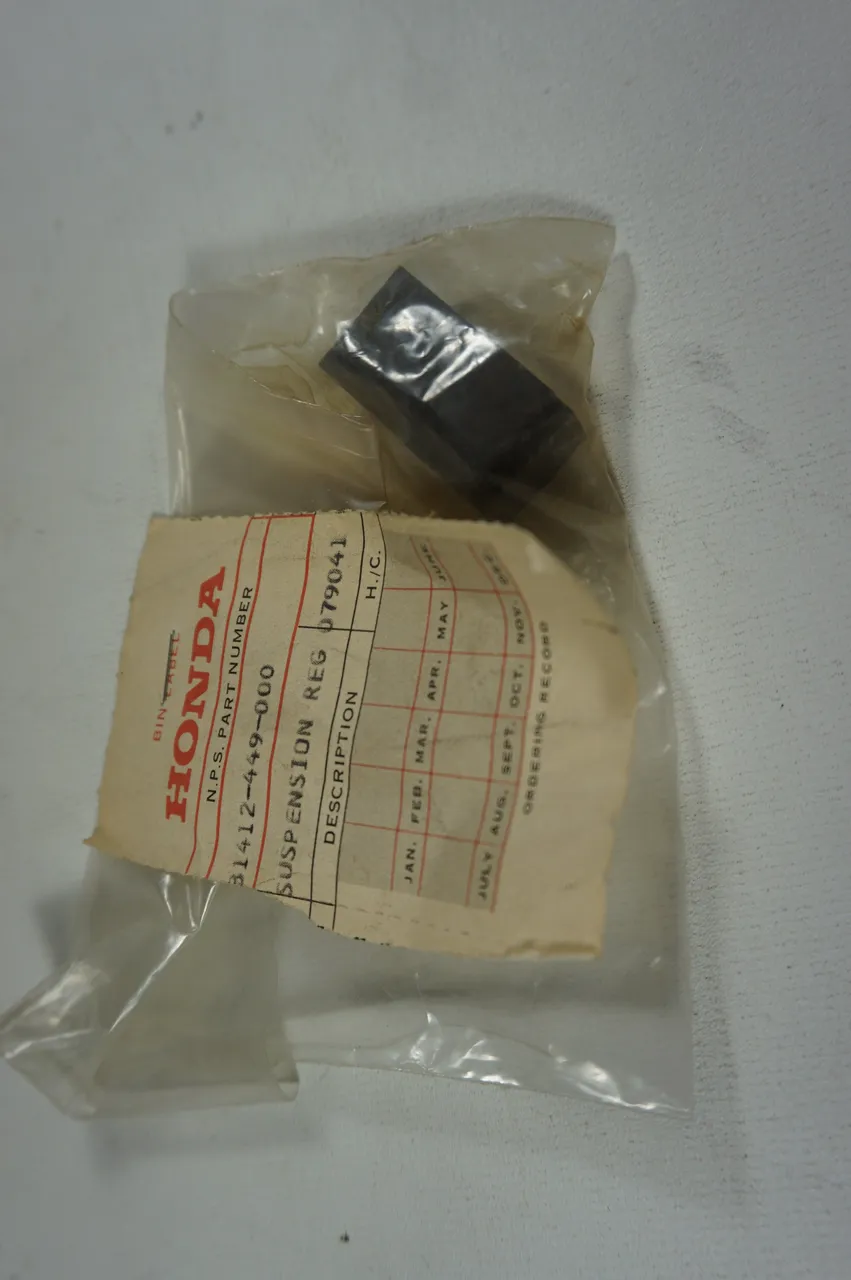 BIN LABEL
HONDA
N.P.S. PART NUMBER
31412-449-000
SUSPENSION REG 079041
DESCRIPTION H./C.
JAN. FEB. MAR. APR. MAY JUNE
JULY AUG. SEPT. OCT. NOV. DEC.
ORDERING RECORD